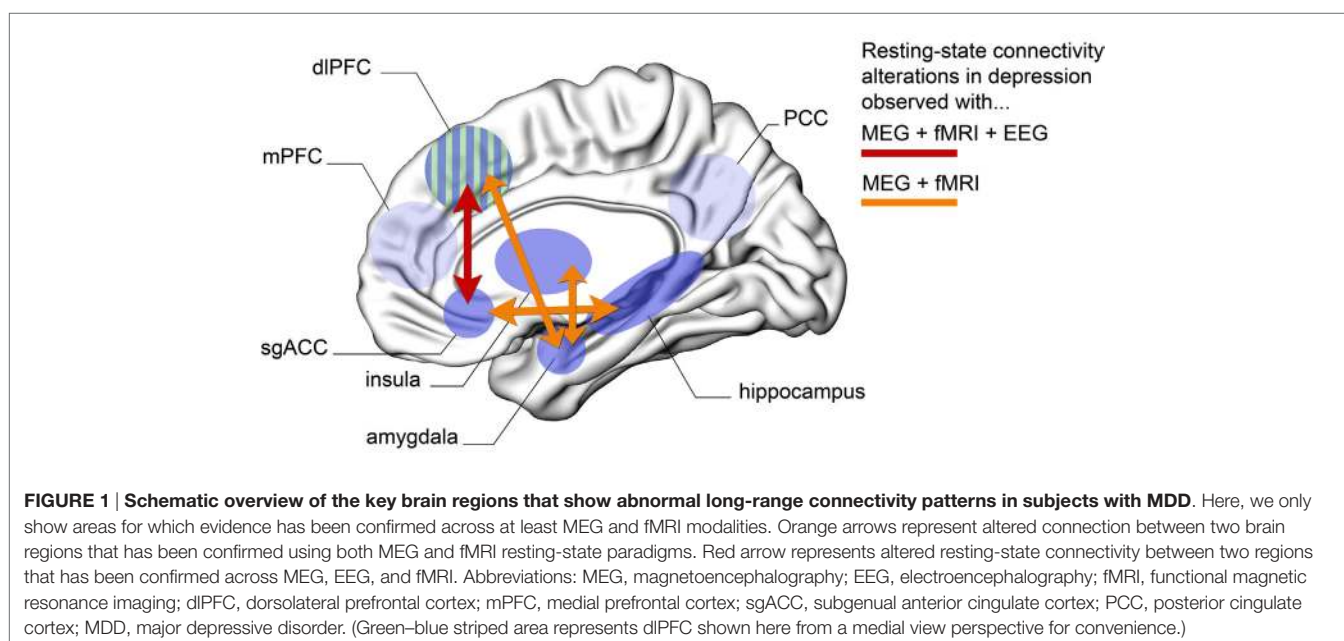 dlPFC
mPFC
PCC
sgACC
insula
amygdala
hippocampus
Resting-state connectivity
alterations in depression
observed with...
MEG + fMRI + EEG
MEG + fMRI
FIGURE 1 | Schematic overview of the key brain regions that show abnormal long-range connectivity patterns in subjects with MDD. Here, we only
show areas for which evidence has been confirmed across at least MEG and fMRI modalities. Orange arrows represent altered connection between two brain
regions that has been confirmed using both MEG and fMRI resting-state paradigms. Red arrow represents altered resting-state connectivity between two regions
that has been confirmed across MEG, EEG, and fMRI. Abbreviations: MEG, magnetoencephalography; EEG, electroencephalography; fMRI, functional magnetic
resonance imaging; dlPFC, dorsolateral prefrontal cortex; mPFC, medial prefrontal cortex; sgACC, subgenual anterior cingulate cortex; PCC, posterior cingulate
cortex; MDD, major depressive disorder. (Green–blue striped area represents dlPFC shown here from a medial view perspective for convenience.)